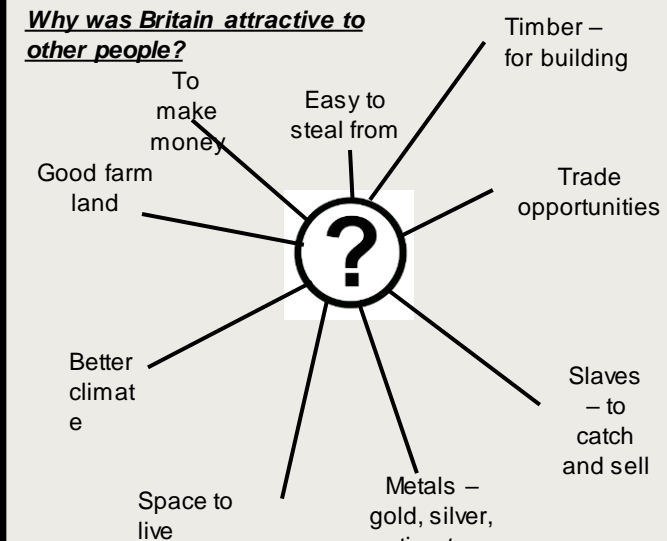 Why was Britain attractive to
other people?
To
make
money
Easy to
steal from
Timber –
for building
Good farm
land
Trade
opportunities
?
Better
climat
e
Slaves
– to
catch
and sell
Space to
live
Metals –
gold, silver,